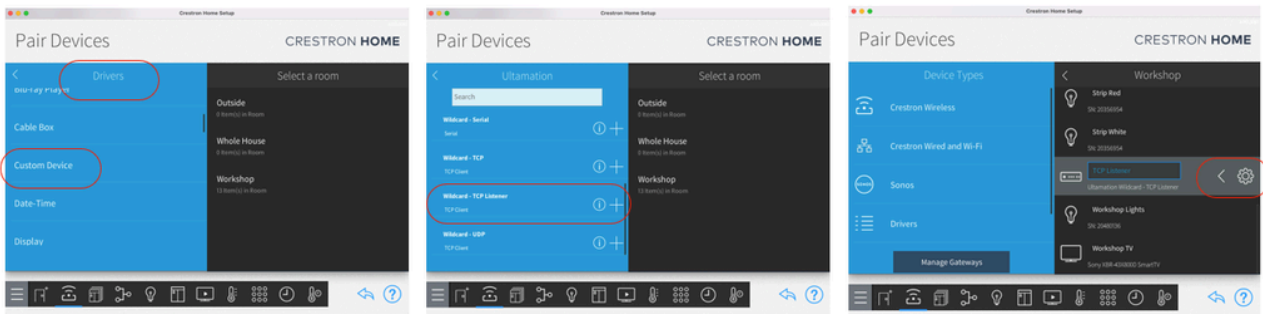 Crestron Home Setup
Pair Devices
CRESTRON HOME
Drivers
Select a room
Blu-ray Player
Cable Box
Custom Device
Date-Time
Display
Outside
0 Item(s) in Room
Whole House
0 Item(s) in Room
Workshop
13 Item(s) in Room
Crestron Home Setup
Pair Devices
CRESTRON HOME
Ultamation
Select a room
Search
Wildcard - Serial
Serial
Wildcard - TCP
TCP Client
Wildcard - TCP Listener
TCP Client
Wildcard - UDP
TCP Client
Outside
0 Item(s) in Room
Whole House
0 Item(s) in Room
Workshop
13 Item(s) in Room
Crestron Home Setup
Pair Devices
CRESTRON HOME
Device Types
Workshop
Crestron Wireless
Crestron Wired and Wi-Fi
SONOS
Sonos
Drivers
Manage Gateways
Strip Red
SN: 20356954
Strip White
SN: 20356954
TCP Listener
Ultamation Wildcard - TCP Listener
Workshop Lights
Workshop TV